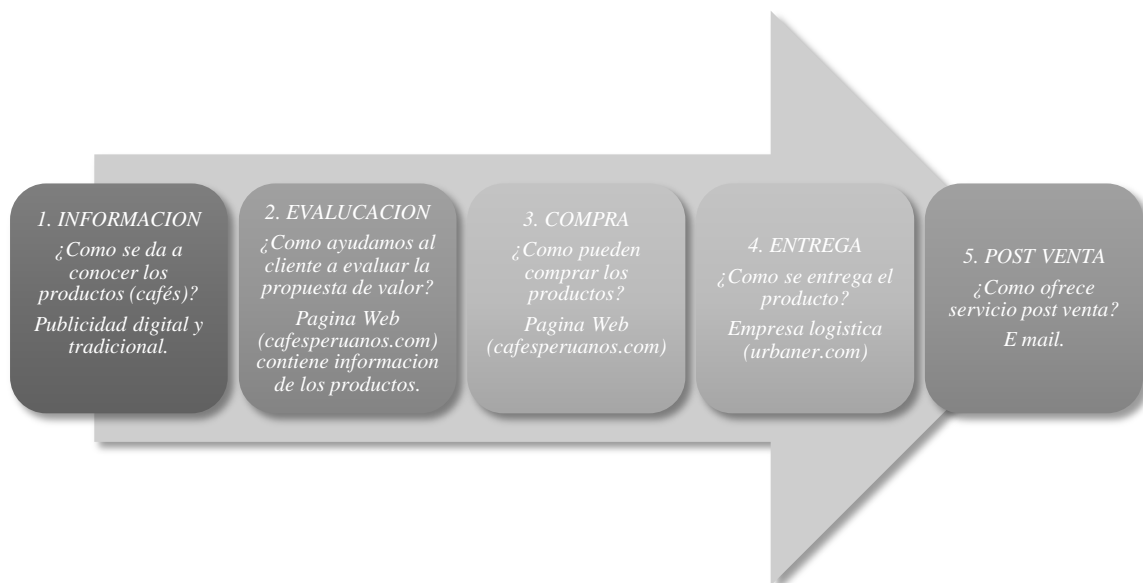 1. INFORMACION
¿Como se da a
conocer los
productos (cafés)?
Publicidad digital y
tradicional.
2. EVALUCACION
¿Como ayudamos al
cliente a evaluar la
propuesta de valor?
Pagina Web
(cafesperuanos.com)
contiene informacion
de los productos.
3. COMPRA
¿Como pueden
comprar los
productos?
Pagina Web
(cafesperuanos.com)
4. ENTREGA
¿Como se entrega el
producto?
Empresa logistica
(urbaner.com)
5. POST VENTA
¿Como ofrece
servicio post venta?
E mail.